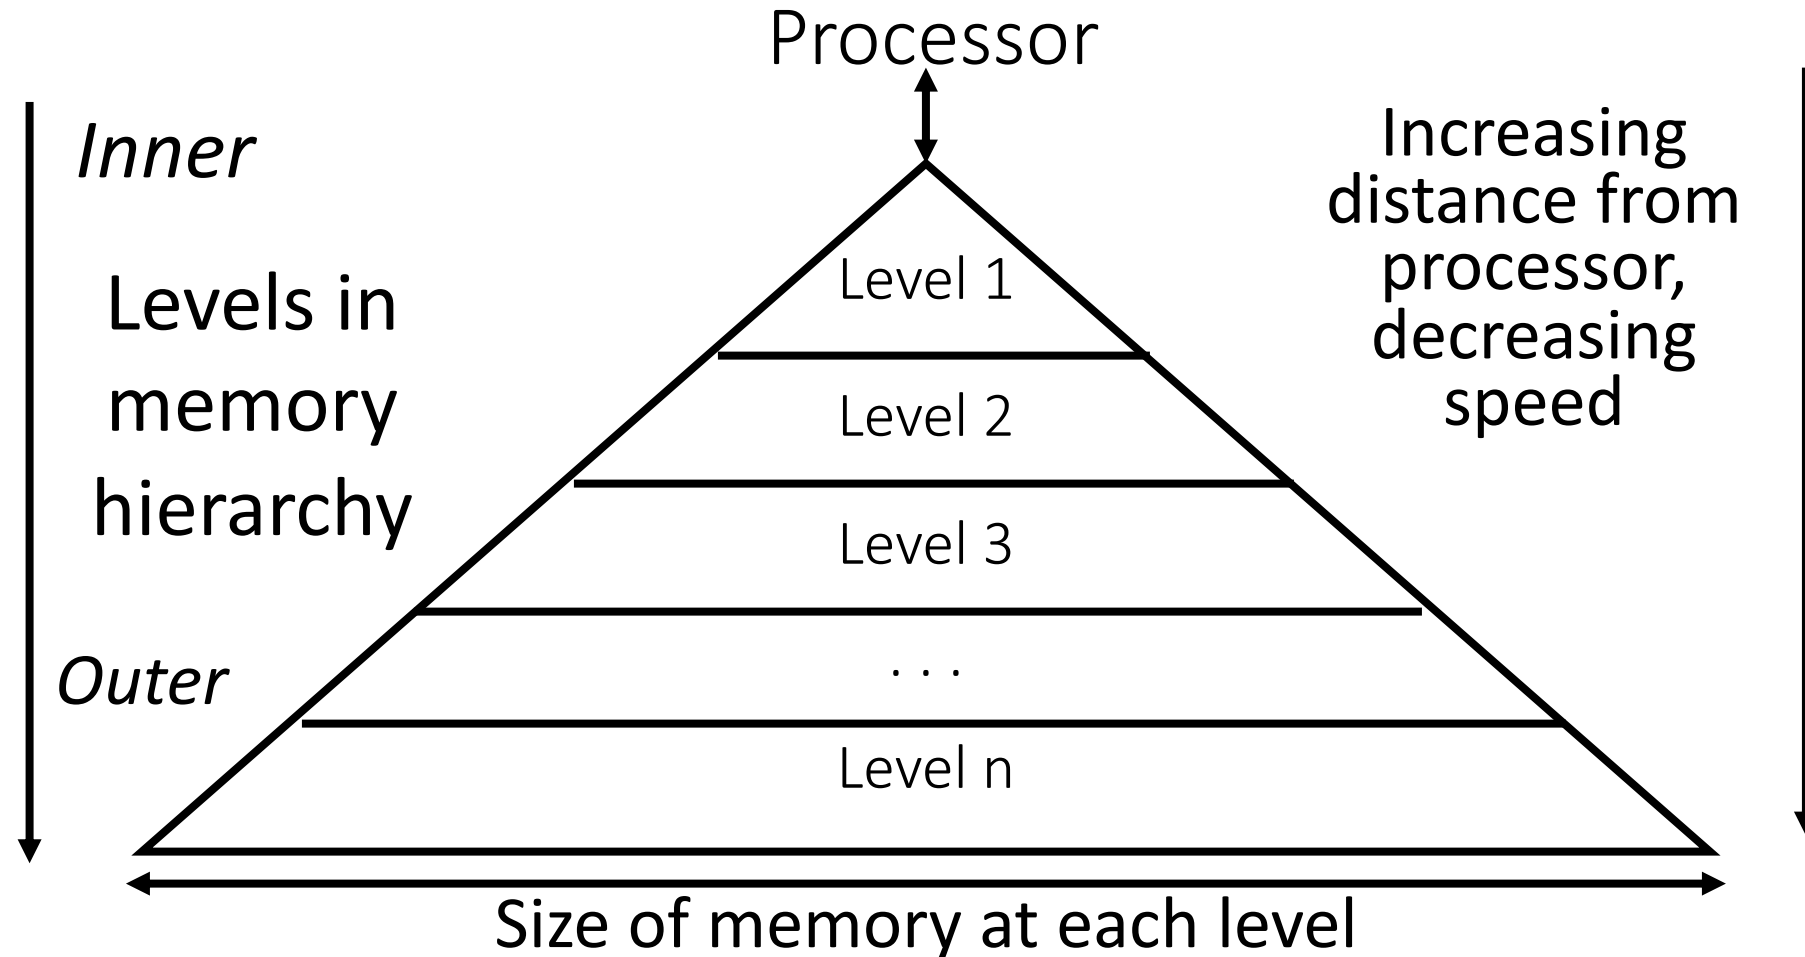 Processor
Inner
Levels in
memory
hierarchy
Outer
Increasing
distance from
processor,
decreasing
speed
Level 1
Level 2
Level 3
. . .
Level n
Size of memory at each level